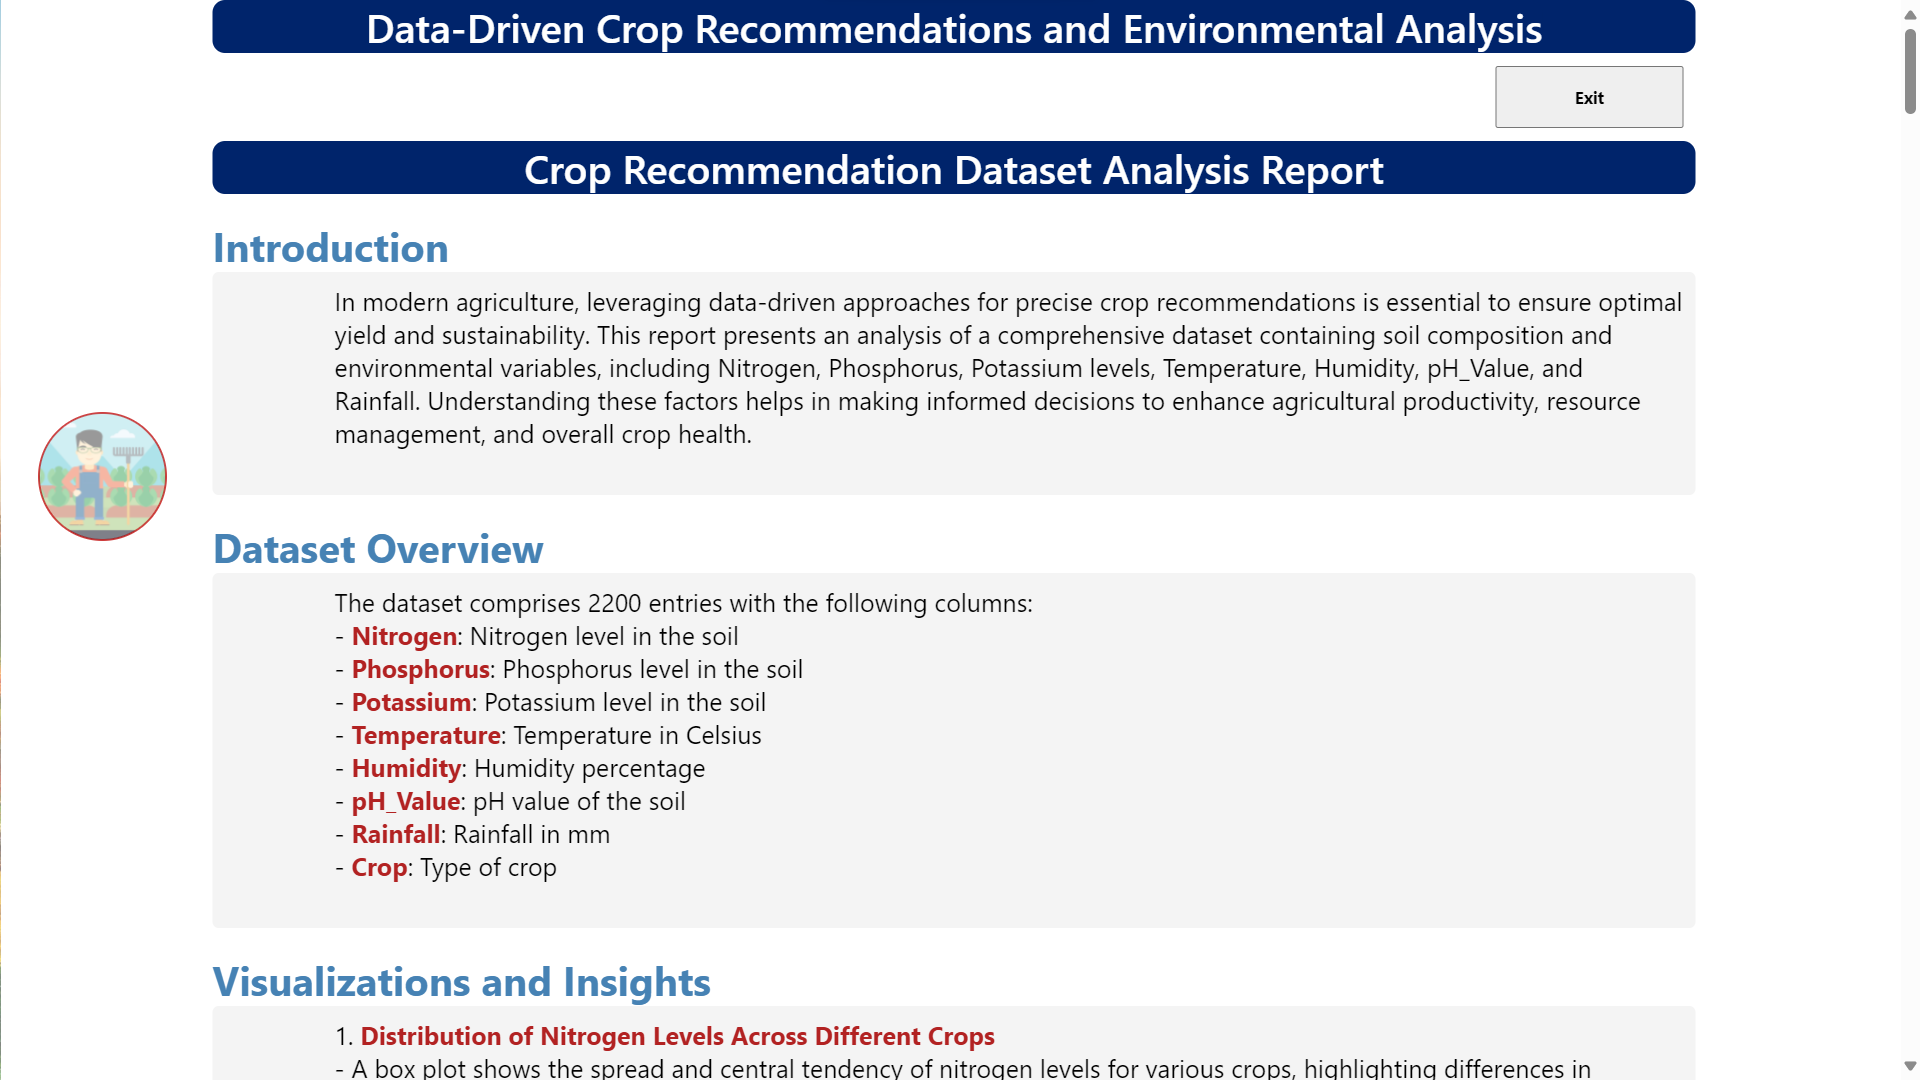 Data-Driven Crop Recommendations and Environmental Analysis
Exit
Crop Recommendation Dataset Analysis Report
Introduction
In modern agriculture, leveraging data-driven approaches for precise crop recommendations is essential to ensure optimal
yield and sustainability. This report presents an analysis of a comprehensive dataset containing soil composition and
environmental variables, including Nitrogen, Phosphorus, Potassium levels, Temperature, Humidity, pH_Value, and
Rainfall. Understanding these factors helps in making informed decisions to enhance agricultural productivity, resource
management, and overall crop health.
Dataset Overview
The dataset comprises 2200 entries with the following columns:
- Nitrogen: Nitrogen level in the soil
- Phosphorus: Phosphorus level in the soil
- Potassium: Potassium level in the soil
- Temperature: Temperature in Celsius
- Humidity: Humidity percentage
- pH_Value: pH value of the soil
- Rainfall: Rainfall in mm
- Crop: Type of crop
Visualizations and Insights
1. Distribution of Nitrogen Levels Across Different Crops
- A box plot shows the spread and central tendency of nitrogen levels for various crops, highlighting differences in